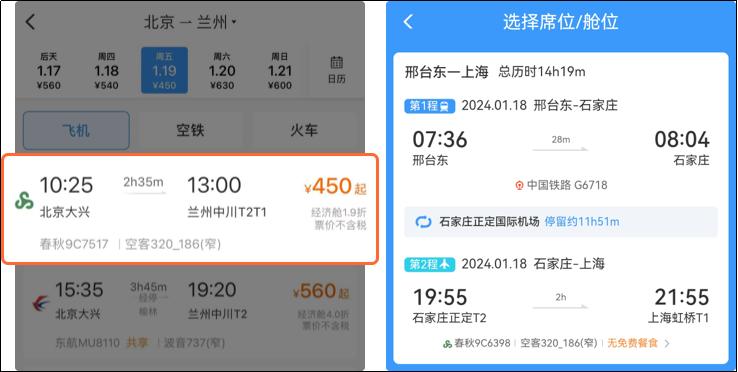 北京 — 兰州
后天 周四 周五 周六 周日
1.17 1.18 1.19 1.20 1.21
¥560 ¥540 ¥450 ¥630 ¥600 日历
飞机 空铁 火车
10:25 2h35m 13:00 ¥450起
北京大兴 兰州中川T2T1 经济舱1.9折
票价不含税
春秋9C7517 | 空客320_186(窄)
15:35 3h45m 19:20 ¥560起
经停
北京大兴 榆林 兰州中川T2 经济舱4.0折
票价不含税
东航MU8110 共享 | 波音737(窄)
选择席位/舱位
邢台东—上海 总历时14h19m
第1程 2024.01.18 邢台东-石家庄
07:36 28m 08:04
邢台东 石家庄
中国铁路 G6718
石家庄正定国际机场 停留约11h51m
第2程 2024.01.18 石家庄-上海
19:55 2h 21:55
石家庄正定T2 上海虹桥T1
春秋9C6398 | 空客320_186(窄) | 无免费餐食 >